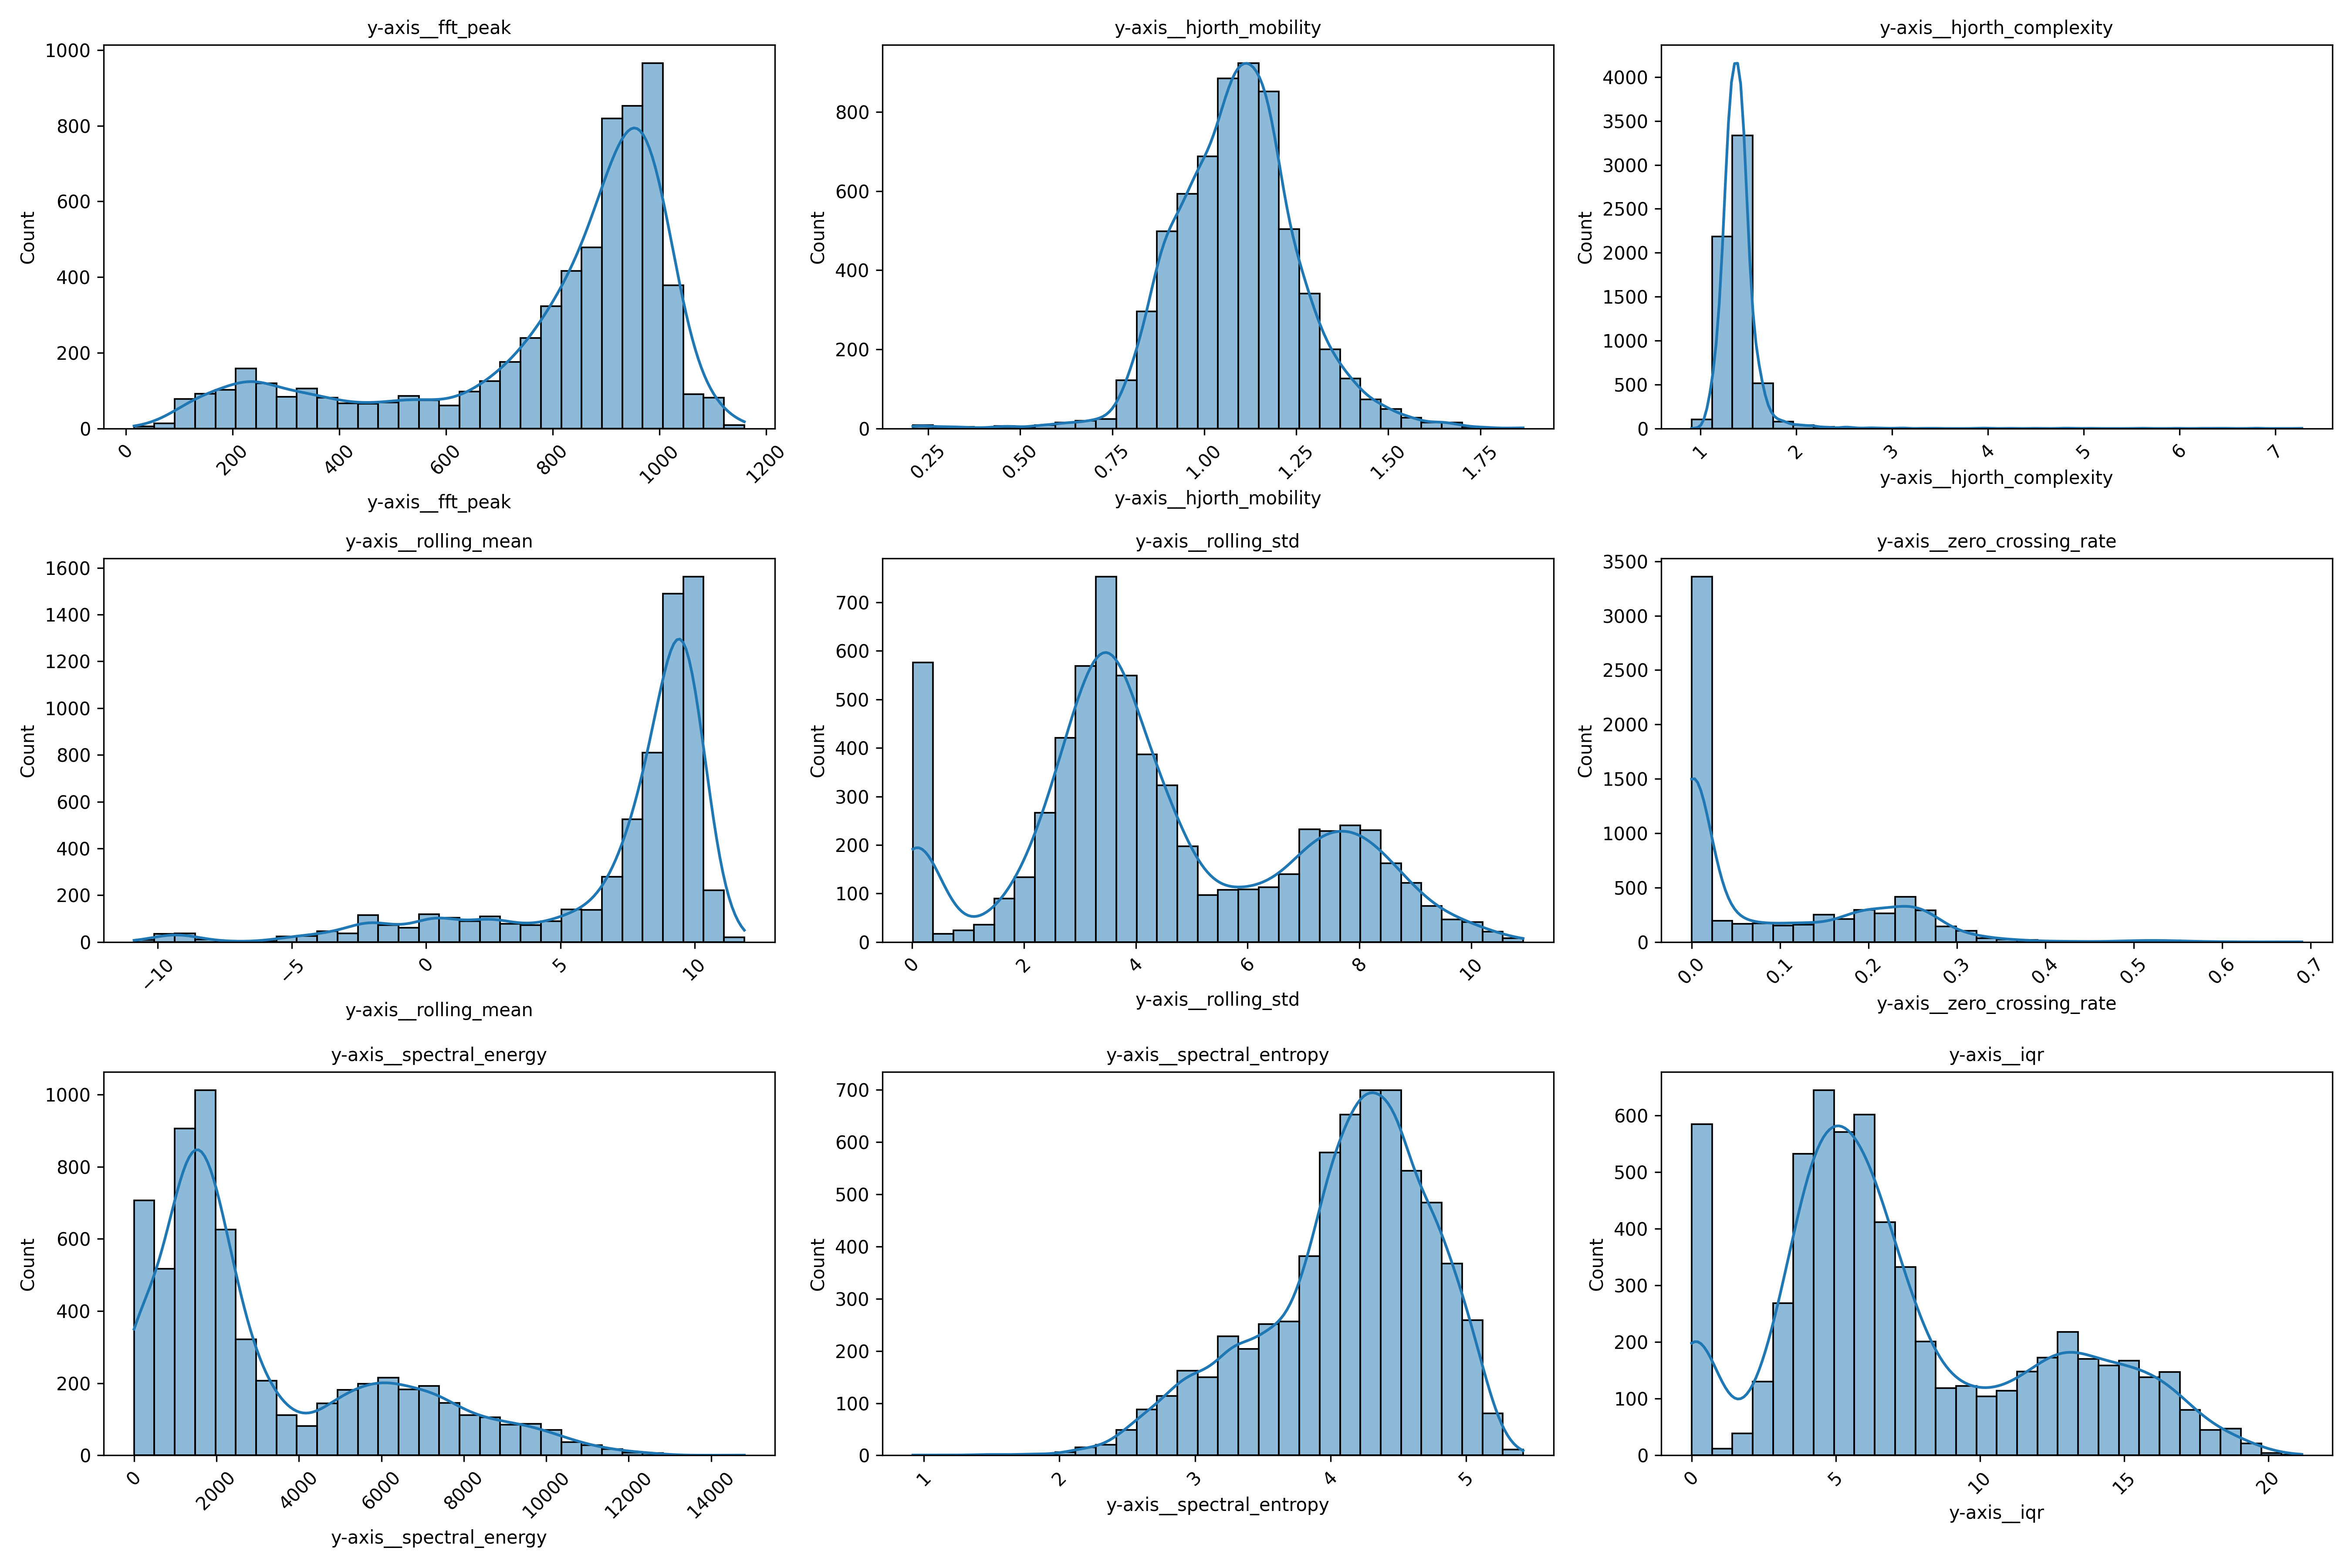 y-axis__fft_peak
1000
800
600
400
200
0
Count
0 200 400 600 800 1000 1200
y-axis__fft_peak
y-axis__hjorth_mobility
800
600
400
200
0
Count
0.25 0.50 0.75 1.00 1.25 1.50 1.75
y-axis__hjorth_mobility
y-axis__hjorth_complexity
4000
3500
3000
2500
2000
1500
1000
500
0
Count
1 2 3 4 5 6 7
y-axis__hjorth_complexity
y-axis__rolling_mean
1600
1400
1200
1000
800
600
400
200
0
Count
−10 −5 0 5 10
y-axis__rolling_mean
y-axis__rolling_std
700
600
500
400
300
200
100
0
Count
0 2 4 6 8 10
y-axis__rolling_std
y-axis__zero_crossing_rate
3500
3000
2500
2000
1500
1000
500
0
Count
0.0 0.1 0.2 0.3 0.4 0.5 0.6 0.7
y-axis__zero_crossing_rate
y-axis__spectral_energy
1000
800
600
400
200
0
Count
0 2000 4000 6000 8000 10000 12000 14000
y-axis__spectral_energy
y-axis__spectral_entropy
700
600
500
400
300
200
100
0
Count
1 2 3 4 5
y-axis__spectral_entropy
y-axis__iqr
600
500
400
300
200
100
0
Count
0 5 10 15 20
y-axis__iqr